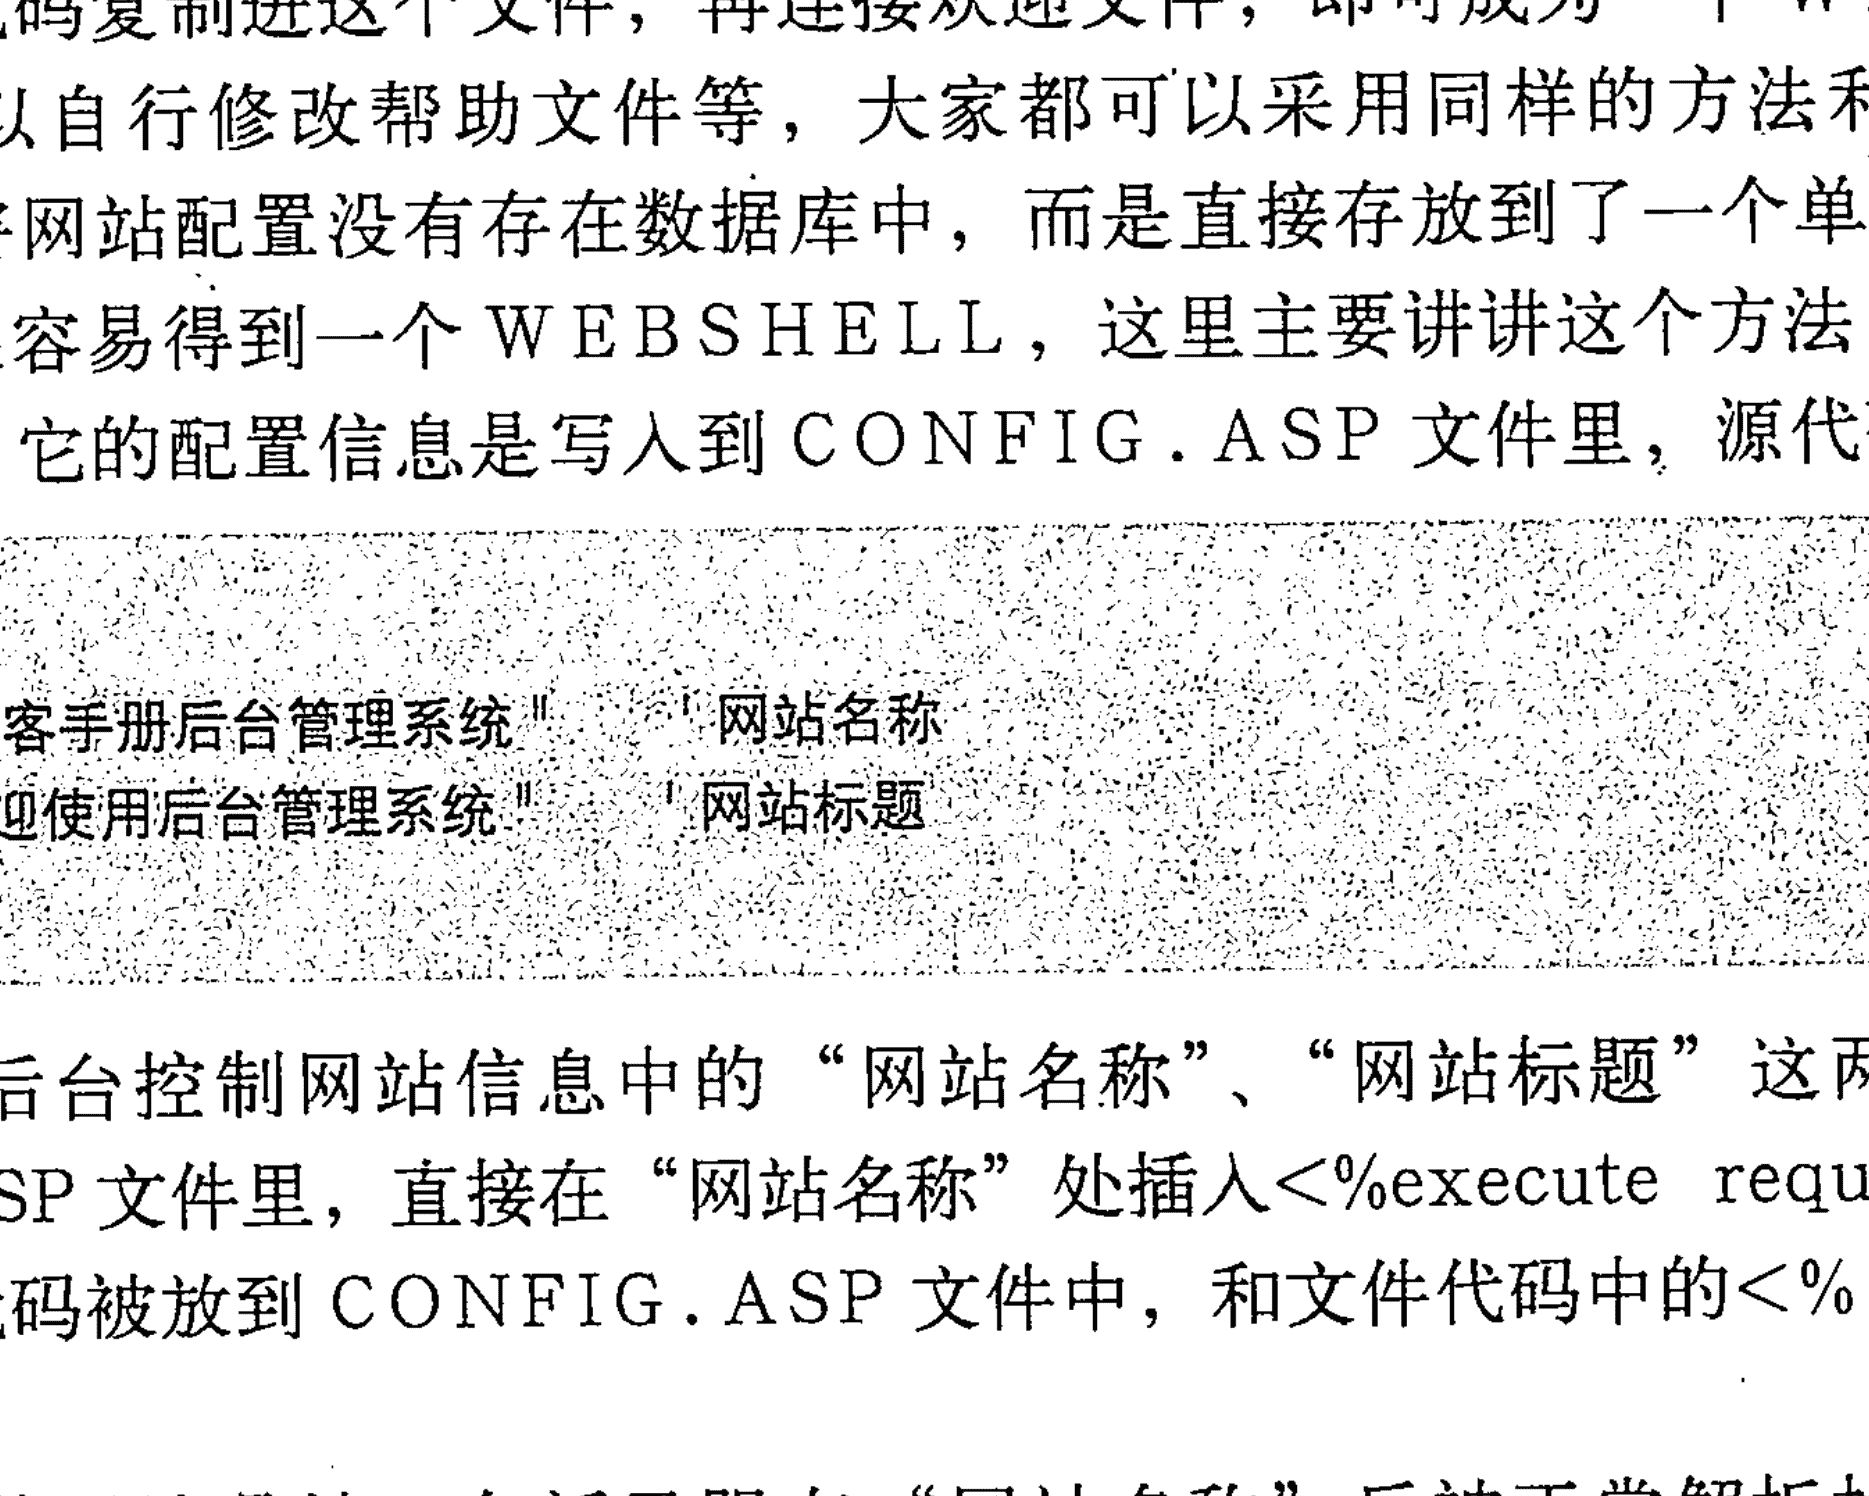 码复制进这个文件，再连接欢迎文件，即可成为一个W
以自行修改帮助文件等，大家都可以采用同样的方法和
网站配置没有存在数据库中，而是直接存放到了一个单
容易得到一个WEBSHELL，这里主要讲讲这个方法
它的配置信息是写入到CONFIG.ASP文件里，源代
客手册后台管理系统" '网站名称
迎使用后台管理系统" '网站标题
后台控制网站信息中的“网站名称”、“网站标题”这两
SP文件里，直接在“网站名称”处插入<%execute requ
码被放到CONFIG.ASP文件中，和文件代码中的<%